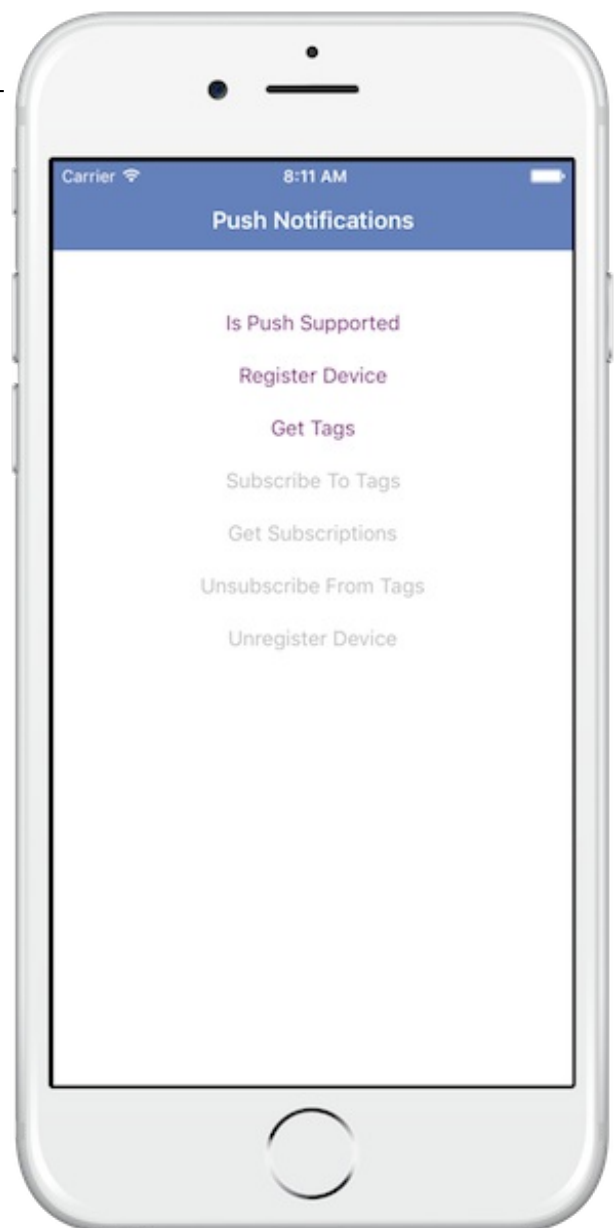 Carrier 8:11 AM
Push Notifications
Is Push Supported
Register Device
Get Tags
Subscribe To Tags
Get Subscriptions
Unsubscribe From Tags
Unregister Device